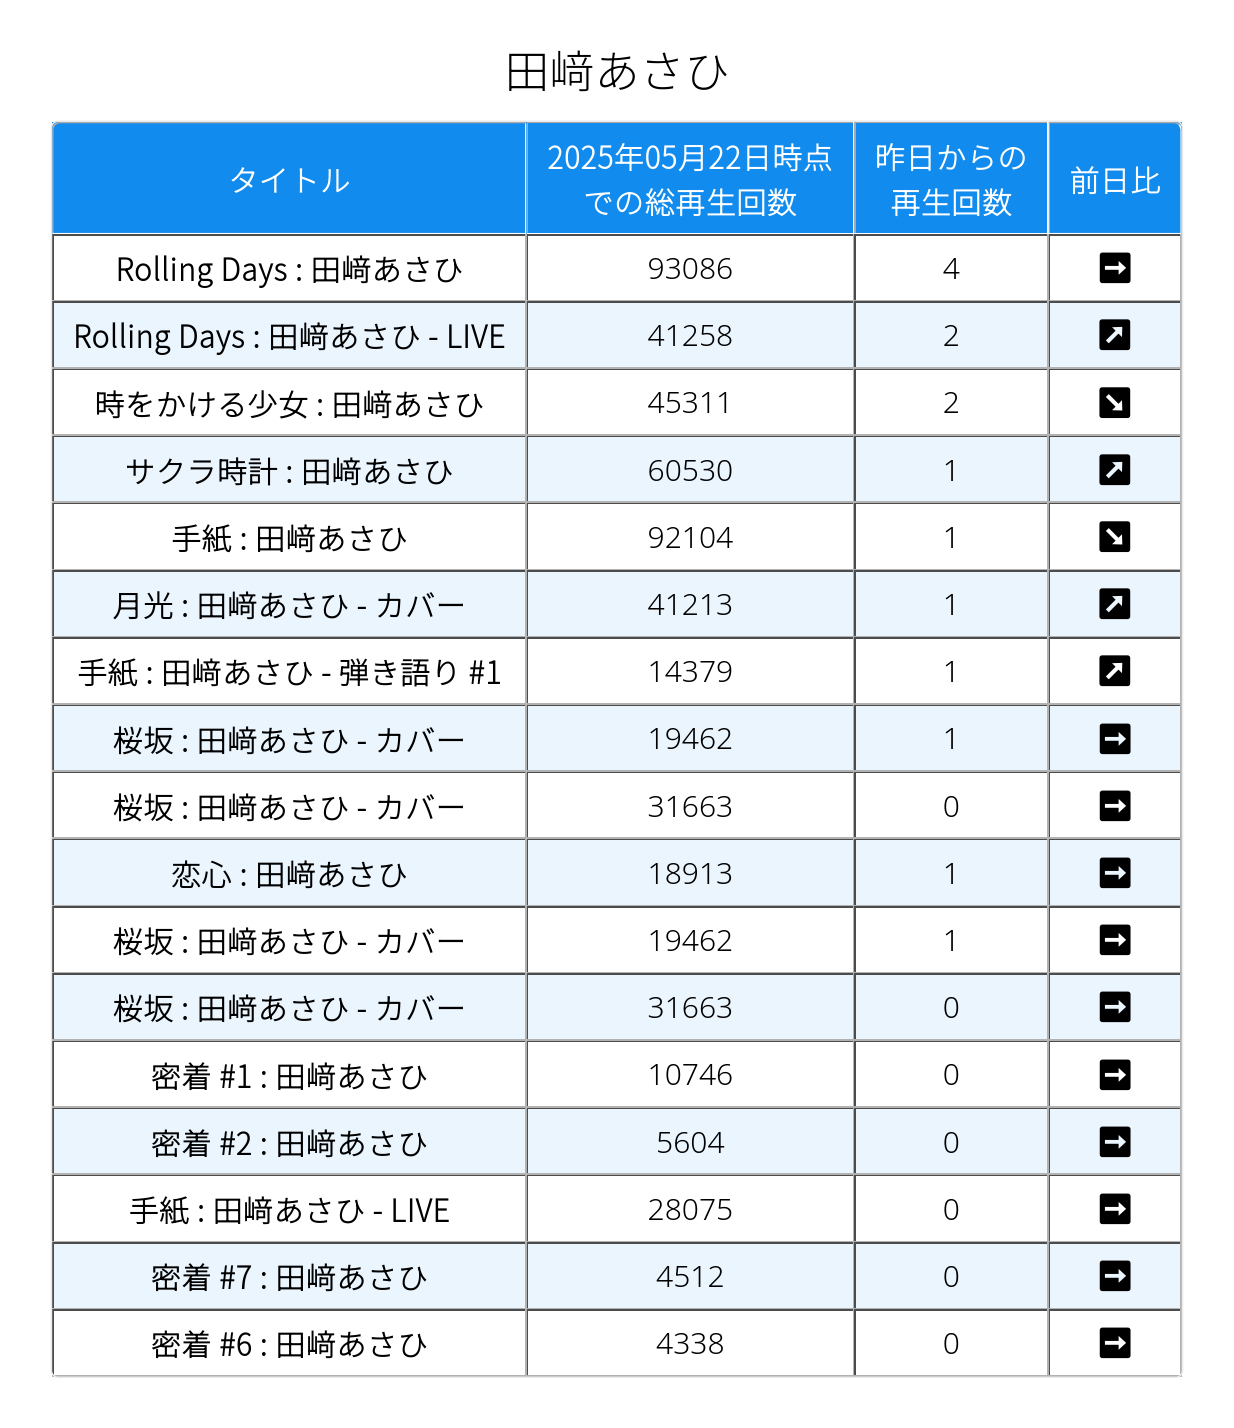 田﨑あさひ
タイトル 2025年05月22日時点 での総再生回数 昨日からの 再生回数 前日比
Rolling Days : 田﨑あさひ 93086 4 ➡
Rolling Days : 田﨑あさひ - LIVE 41258 2 ↗
時をかける少女 : 田﨑あさひ 45311 2 ↘
サクラ時計 : 田﨑あさひ 60530 1 ↗
手紙 : 田﨑あさひ 92104 1 ↘
月光 : 田﨑あさひ - カバー 41213 1 ↗
手紙 : 田﨑あさひ - 弾き語り #1 14379 1 ↗
桜坂 : 田﨑あさひ - カバー 19462 1 ➡
桜坂 : 田﨑あさひ - カバー 31663 0 ➡
恋心 : 田﨑あさひ 18913 1 ➡
桜坂 : 田﨑あさひ - カバー 19462 1 ➡
桜坂 : 田﨑あさひ - カバー 31663 0 ➡
密着 #1 : 田﨑あさひ 10746 0 ➡
密着 #2 : 田﨑あさひ 5604 0 ➡
手紙 : 田﨑あさひ - LIVE 28075 0 ➡
密着 #7 : 田﨑あさひ 4512 0 ➡
密着 #6 : 田﨑あさひ 4338 0 ➡